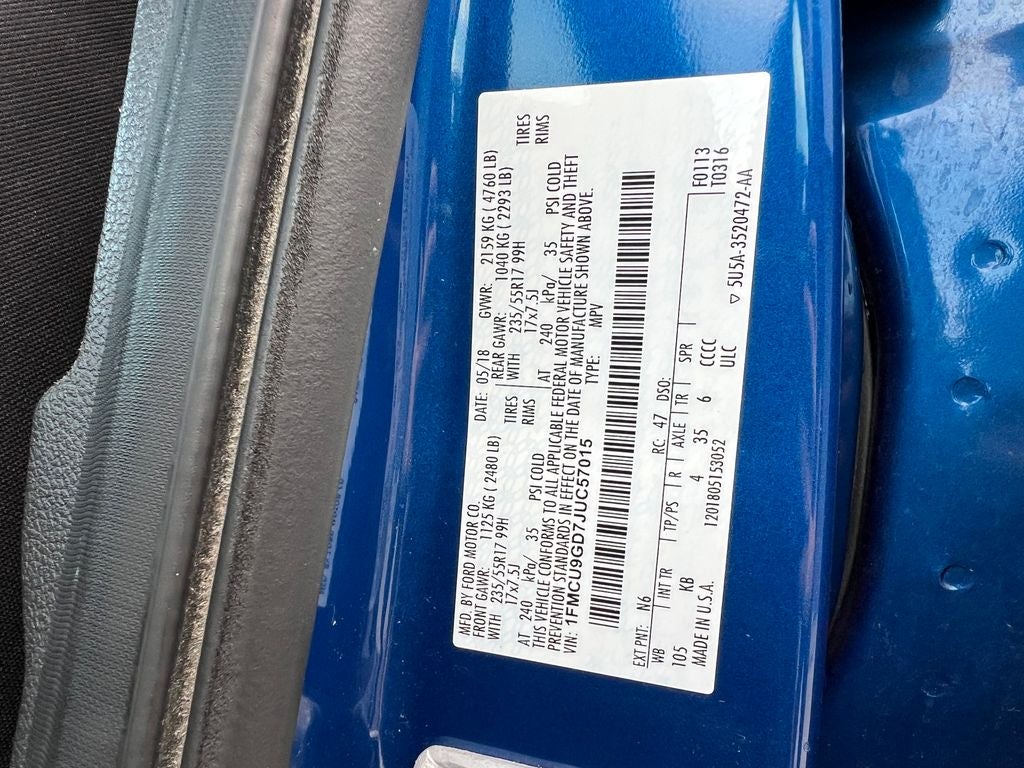 MFD. BY FORD MOTOR CO.
DATE: 05/18 GVWR: 2159 KG ( 4760 LB)
FRONT GAWR: 1125 KG ( 2480 LB) REAR GAWR: 1040 KG ( 2293 LB)
WITH 235/55R17 99H TIRES WITH 235/55R17 99H TIRES
17x7.5J RIMS 17x7.5J RIMS
AT 240 kPa/ 35 PSI COLD AT 240 kPa/ 35 PSI COLD
THIS VEHICLE CONFORMS TO ALL APPLICABLE FEDERAL MOTOR VEHICLE SAFETY AND THEFT
PREVENTION STANDARDS IN EFFECT ON THE DATE OF MANUFACTURE SHOWN ABOVE.
VIN: 1FMCU9GD7JUC57015 TYPE: MPV
EXT PNT: N6 RC: 47 DSO: F0113
WB INT TR TP/PS R AXLE TR SPR T0316
105 KB 4 35 6 CCCC
MADE IN U.S.A. 1201805153052 ULC ▽ 5U5A-3520472-AA